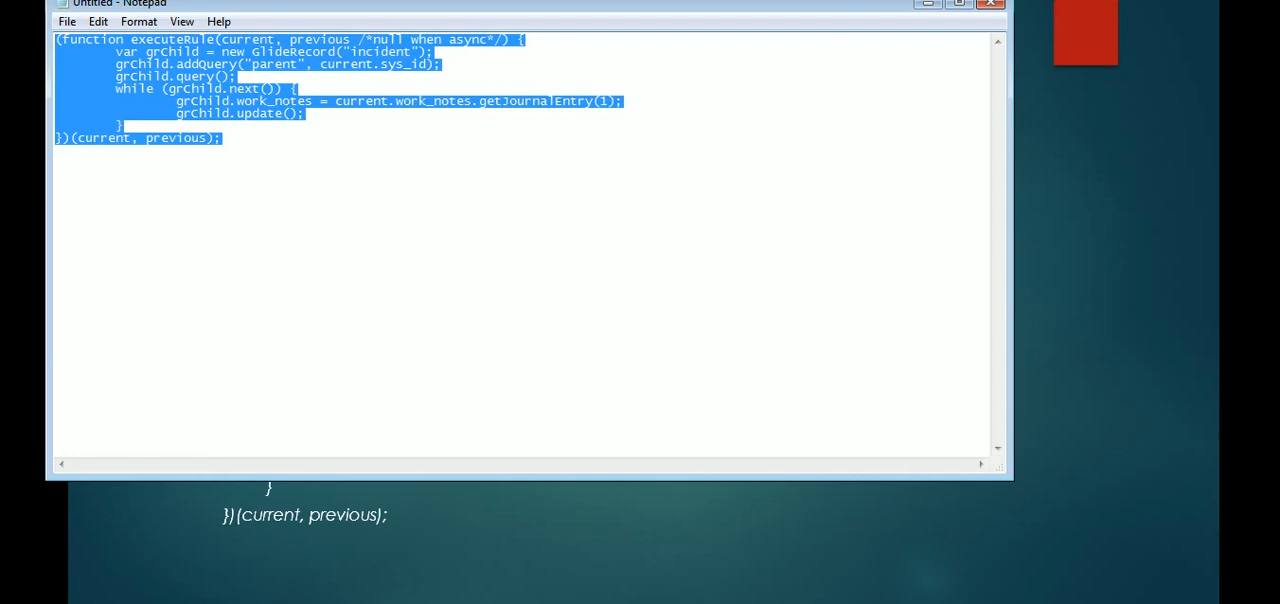 Untitled - Notepad
File Edit Format View Help
(function executeRule(current, previous /*null when async*/) {
var grChild = new GlideRecord("incident");
grChild.addQuery("parent", current.sys_id);
grChild.query();
while (grChild.next()) {
grChild.work_notes = current.work_notes.getJournalEntry(1);
grChild.update();
}
})(current, previous);
}
})(current, previous);